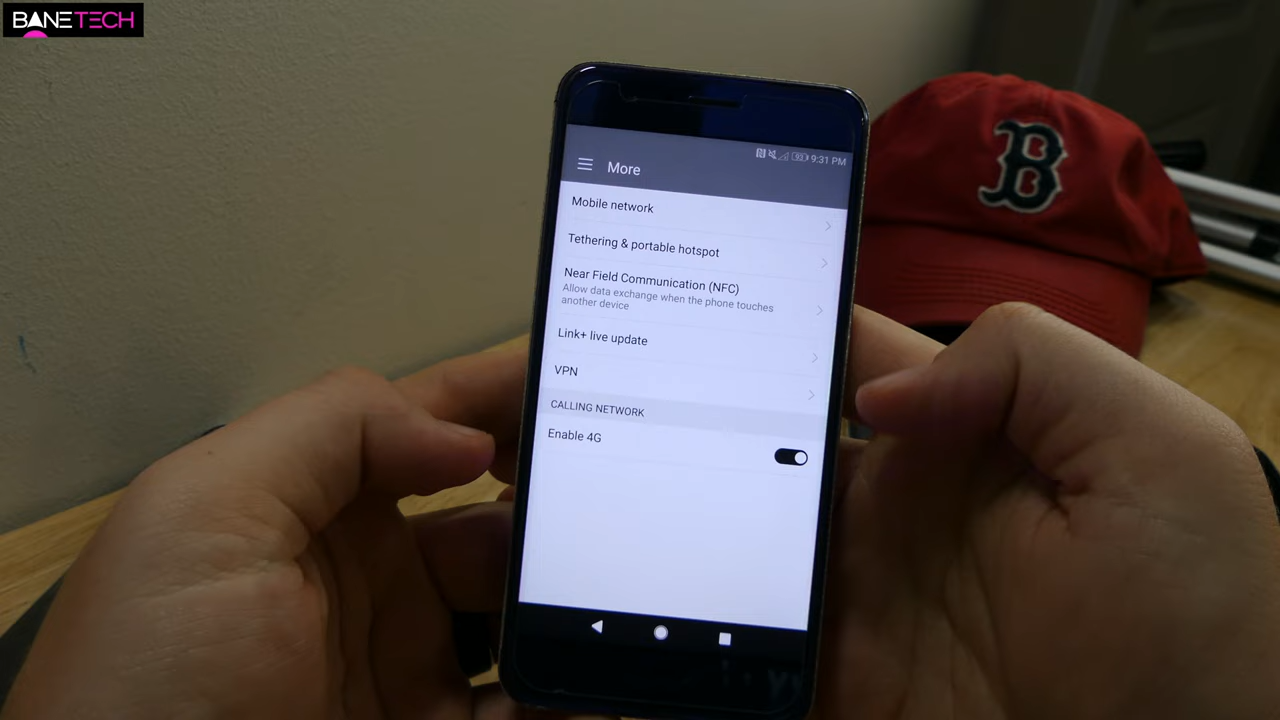 BANETECH
B
9:31 PM
More
Mobile network
Tethering & portable hotspot
Near Field Communication (NFC)
Allow data exchange when the phone touches
another device
Link+ live update
VPN
CALLING NETWORK
Enable 4G